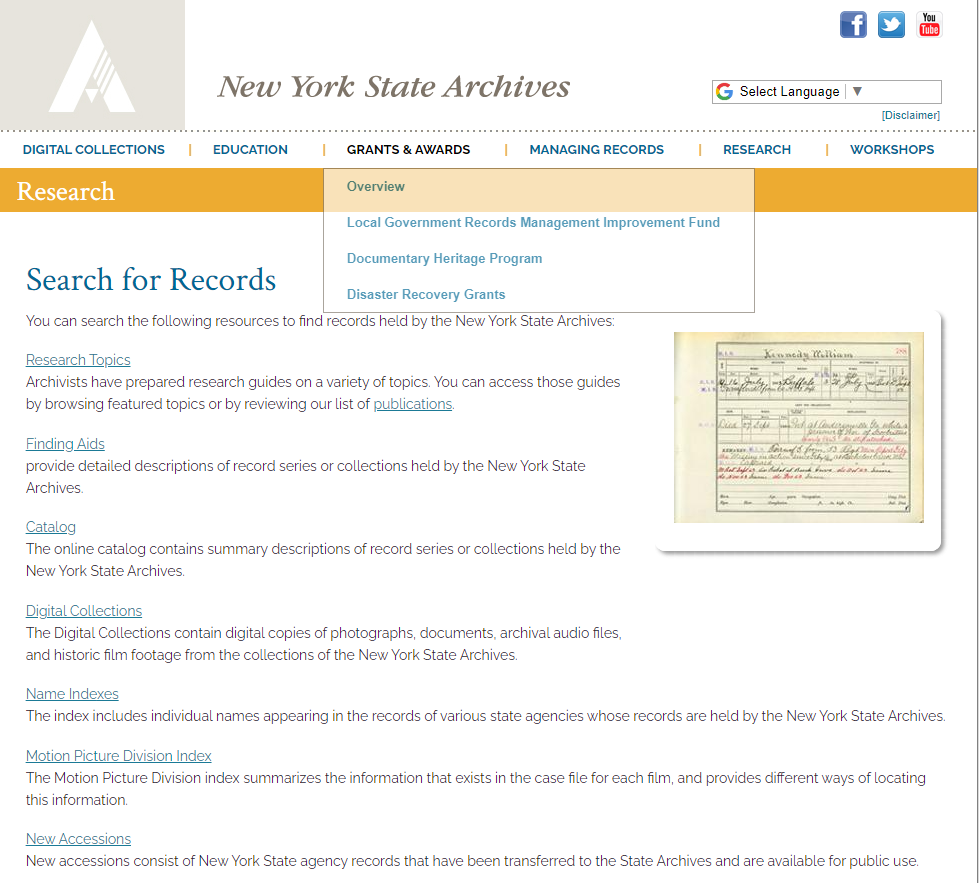 You
Tube
New York State Archives
Select Language ▼
[Disclaimer]
DIGITAL COLLECTIONS | EDUCATION | GRANTS & AWARDS | MANAGING RECORDS | RESEARCH | WORKSHOPS
Research
Overview
Local Government Records Management Improvement Fund
Documentary Heritage Program
Disaster Recovery Grants
Search for Records
You can search the following resources to find records held by the New York State Archives:
Research Topics
Archivists have prepared research guides on a variety of topics. You can access those guides
by browsing featured topics or by reviewing our list of publications.
Finding Aids
provide detailed descriptions of record series or collections held by the New York State
Archives.
Catalog
The online catalog contains summary descriptions of record series or collections held by the
New York State Archives.
Digital Collections
The Digital Collections contain digital copies of photographs, documents, archival audio files,
and historic film footage from the collections of the New York State Archives.
Name Indexes
The index includes individual names appearing in the records of various state agencies whose records are held by the New York State Archives.
Motion Picture Division Index
The Motion Picture Division index summarizes the information that exists in the case file for each film, and provides different ways of locating
this information.
New Accessions
New accessions consist of New York State agency records that have been transferred to the State Archives and are available for public use.
Kennedy William